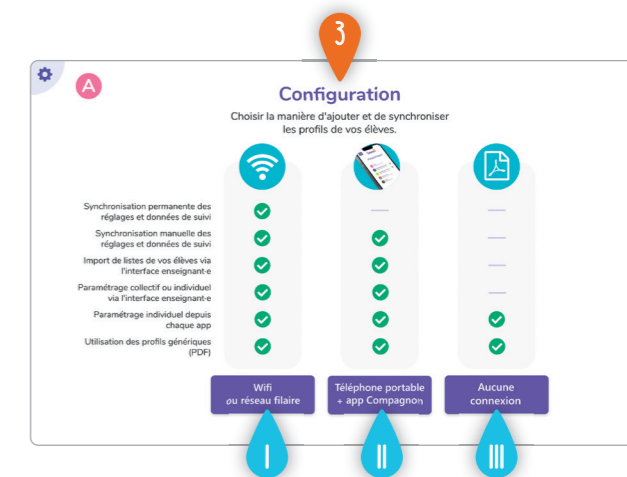 3
A
Configuration
Choisir la manière d'ajouter et de synchroniser
les profils de vos élèves.
Synchronisation permanente des
réglages et données de suivi
Synchronisation manuelle des
réglages et données de suivi
Import de listes de vos élèves via
l'interface enseignant·e
Paramétrage collectif ou individuel
via l'interface enseignant·e
Paramétrage individuel depuis
chaque app
Utilisation des profils génériques
(PDF)
Wifi
ou réseau filaire
Téléphone portable
+ app Compagnon
Aucune
connexion
I
II
III